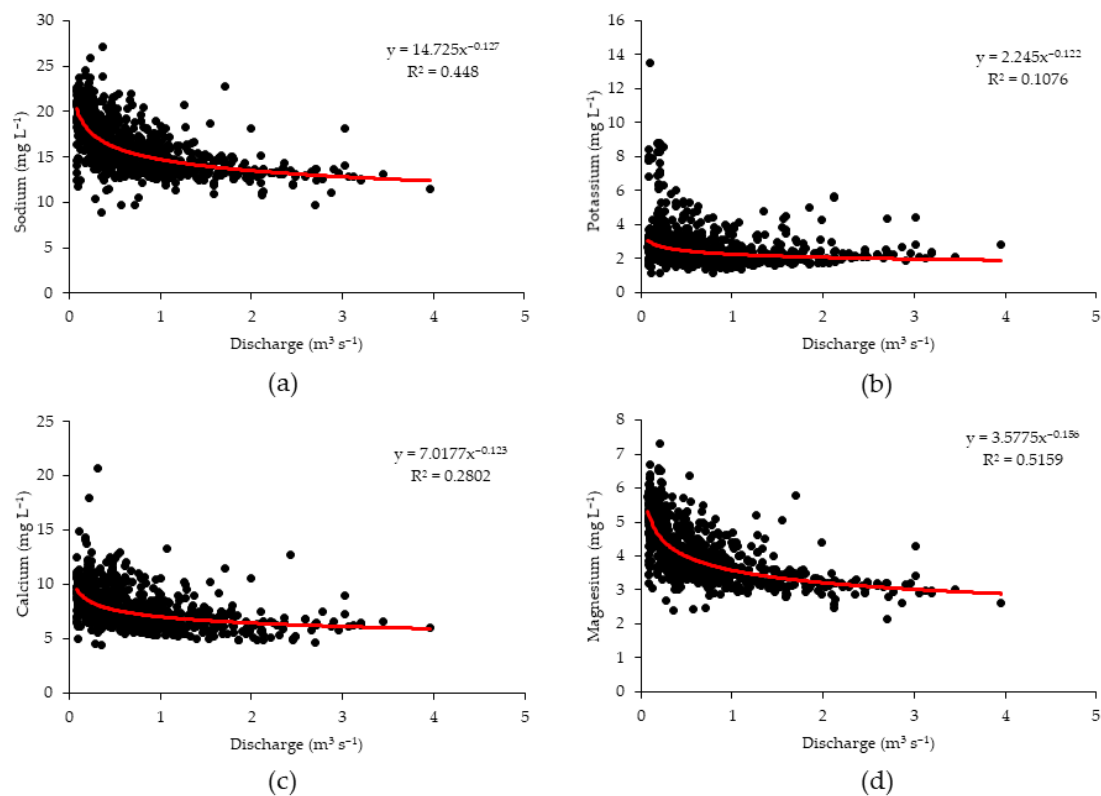 30
25
20
15
10
5
0
Sodium (mg L⁻¹)
y = 14.725x⁻⁰·¹²⁷
R² = 0.448
0 1 2 3 4 5
Discharge (m³ s⁻¹)
(a)
16
14
12
10
8
6
4
2
0
Potassium (mg L⁻¹)
y = 2.245x⁻⁰·¹²²
R² = 0.1076
0 1 2 3 4 5
Discharge (m³ s⁻¹)
(b)
25
20
15
10
5
0
Calcium (mg L⁻¹)
y = 7.0177x⁻⁰·¹²³
R² = 0.2802
0 1 2 3 4 5
Discharge (m³ s⁻¹)
(c)
8
7
6
5
4
3
2
1
0
Magnesium (mg L⁻¹)
y = 3.5775x⁻⁰·¹⁵⁶
R² = 0.5159
0 1 2 3 4 5
Discharge (m³ s⁻¹)
(d)